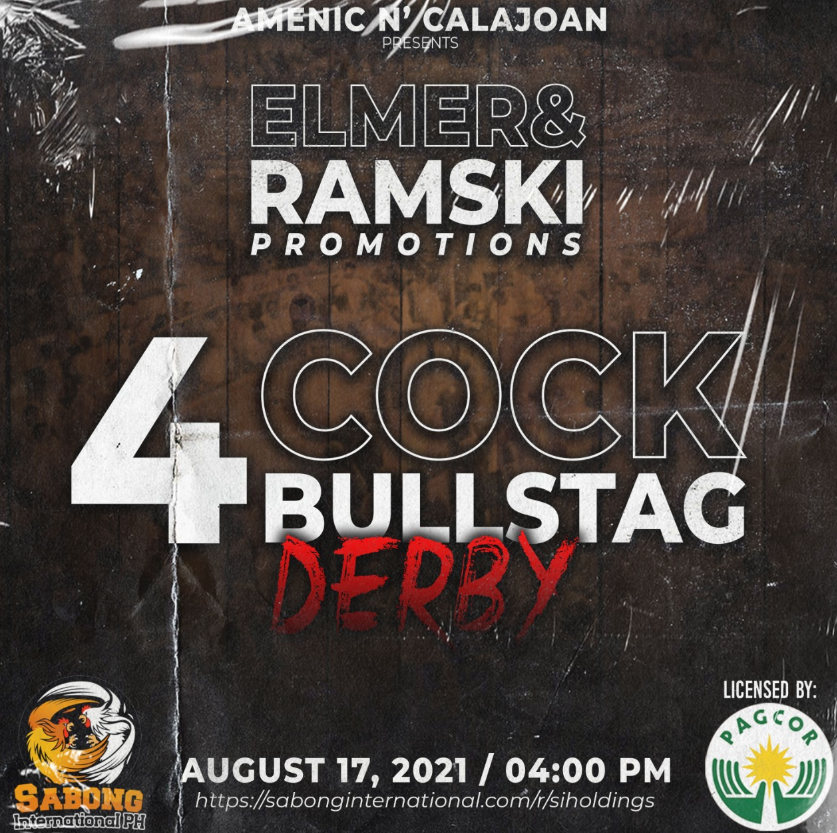 AMENIC N' CALAJOAN
PRESENTS
ELMER&
RAMSKI
PROMOTIONS
4 COCK
BULLSTAG
DERBY
LICENSED BY:
PAGCOR
SABONG
International PH
AUGUST 17, 2021 / 04:00 PM
https://sabonginternational.com/r/siholdings